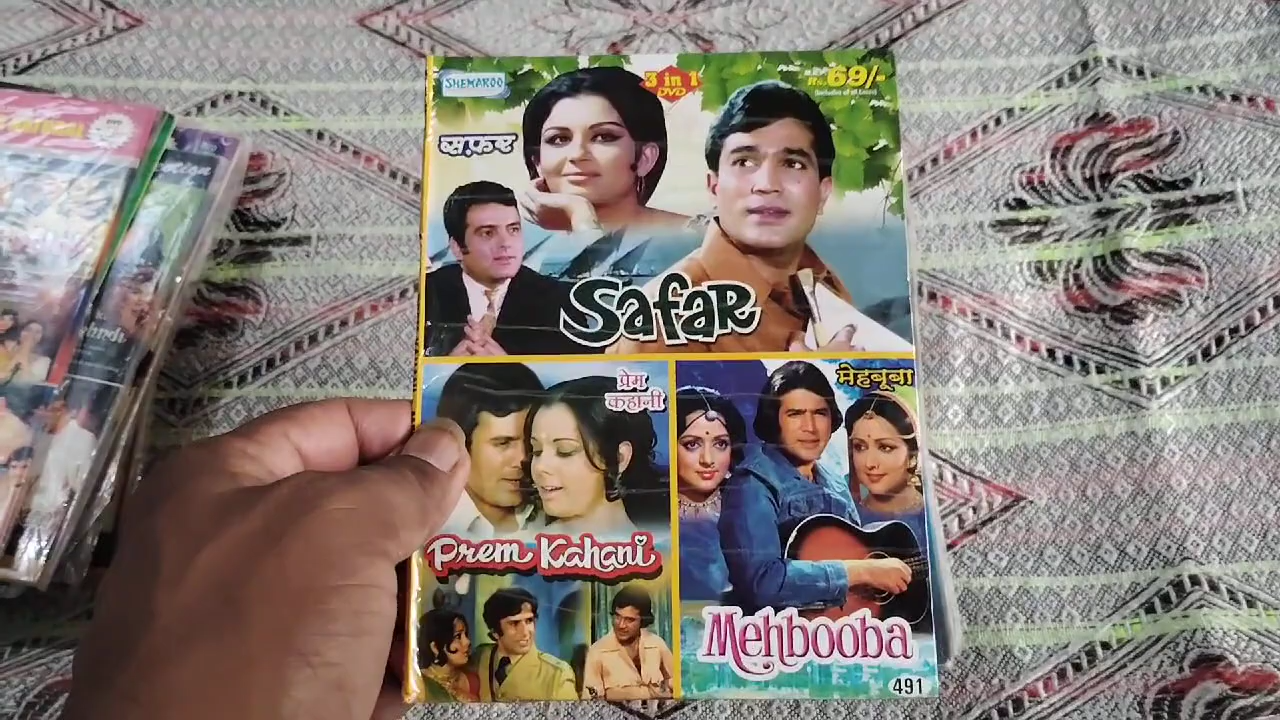 SHEMAROO
3 in 1
DVD
Rs. 69/-
सफ़र
Safar
प्रेम
कहानी
Prem Kahani
मेहबूबा
Mehbooba
491